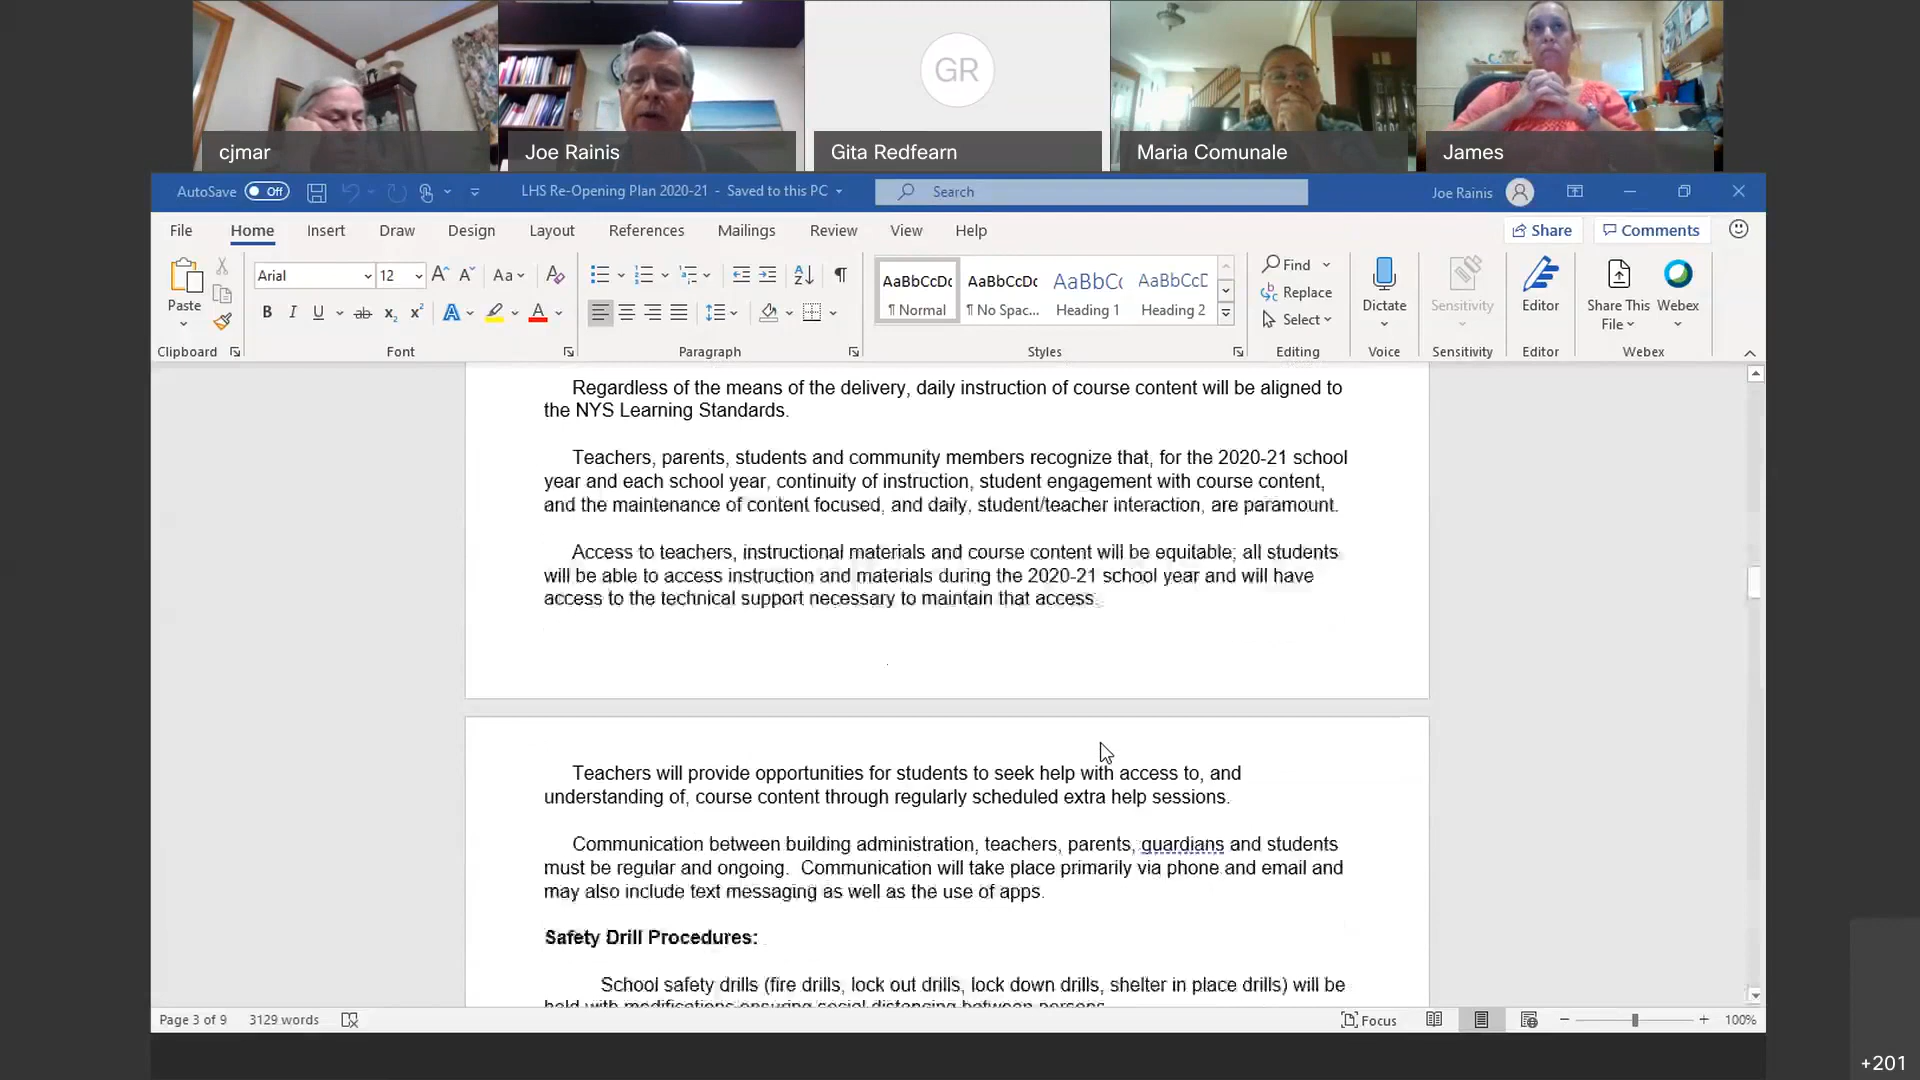 GR
cjmar
Joe Rainis
Gita Redfearn
Maria Comunale
James
AutoSave Off
LHS Re-Opening Plan 2020-21 - Saved to this PC
Search
Joe Rainis
File Home Insert Draw Design Layout References Mailings Review View Help
Share Comments
Paste
Arial 12
AaBbCcDc AaBbCcDc AaBbCc AaBbCcD
¶ Normal ¶ No Spac... Heading 1 Heading 2
Find
Replace
Select
Dictate
Sensitivity
Editor
Share This File
Webex
Clipboard Font Paragraph Styles Editing Voice Sensitivity Editor Webex
Regardless of the means of the delivery, daily instruction of course content will be aligned to
the NYS Learning Standards.
Teachers, parents, students and community members recognize that, for the 2020-21 school
year and each school year, continuity of instruction, student engagement with course content,
and the maintenance of content focused, and daily, student/teacher interaction, are paramount.
Access to teachers, instructional materials and course content will be equitable; all students
will be able to access instruction and materials during the 2020-21 school year and will have
access to the technical support necessary to maintain that access.
Teachers will provide opportunities for students to seek help with access to, and
understanding of, course content through regularly scheduled extra help sessions.
Communication between building administration, teachers, parents, guardians and students
must be regular and ongoing. Communication will take place primarily via phone and email and
may also include text messaging as well as the use of apps.
Safety Drill Procedures:
School safety drills (fire drills, lock out drills, lock down drills, shelter in place drills) will be
held with modifications ensuring social distancing between persons.
Page 3 of 9 3129 words
Focus
100%
+201